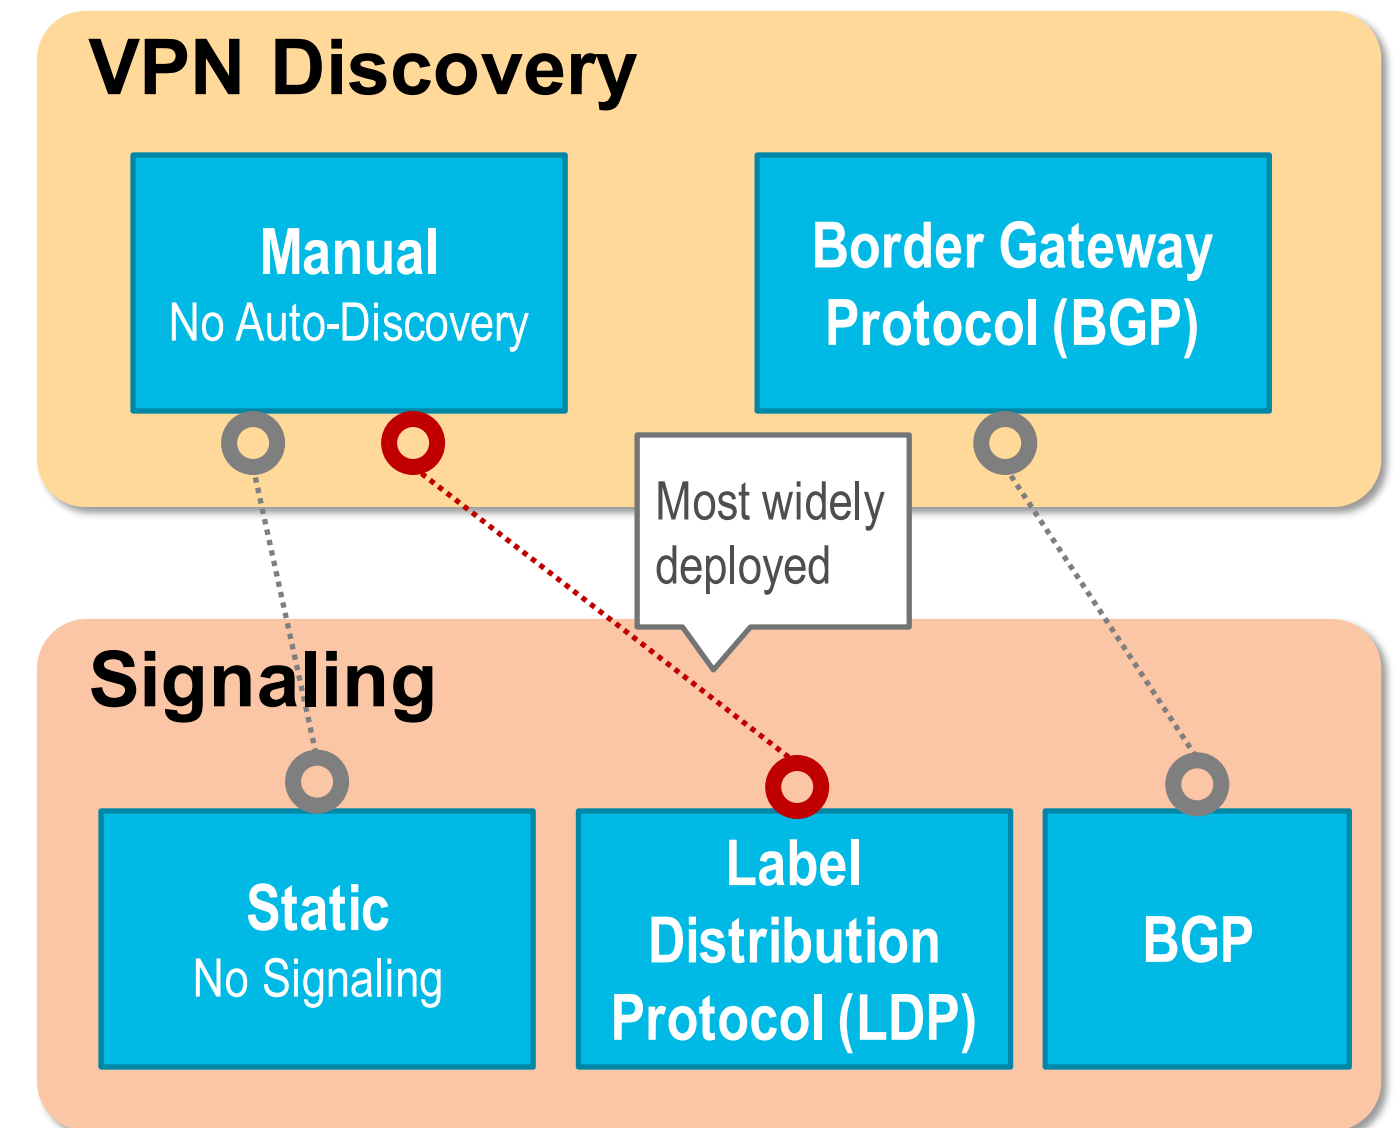 VPN Discovery
Manual
No Auto-Discovery
Border Gateway
Protocol (BGP)
Most widely
deployed
Signaling
Static
No Signaling
Label
Distribution
Protocol (LDP)
BGP